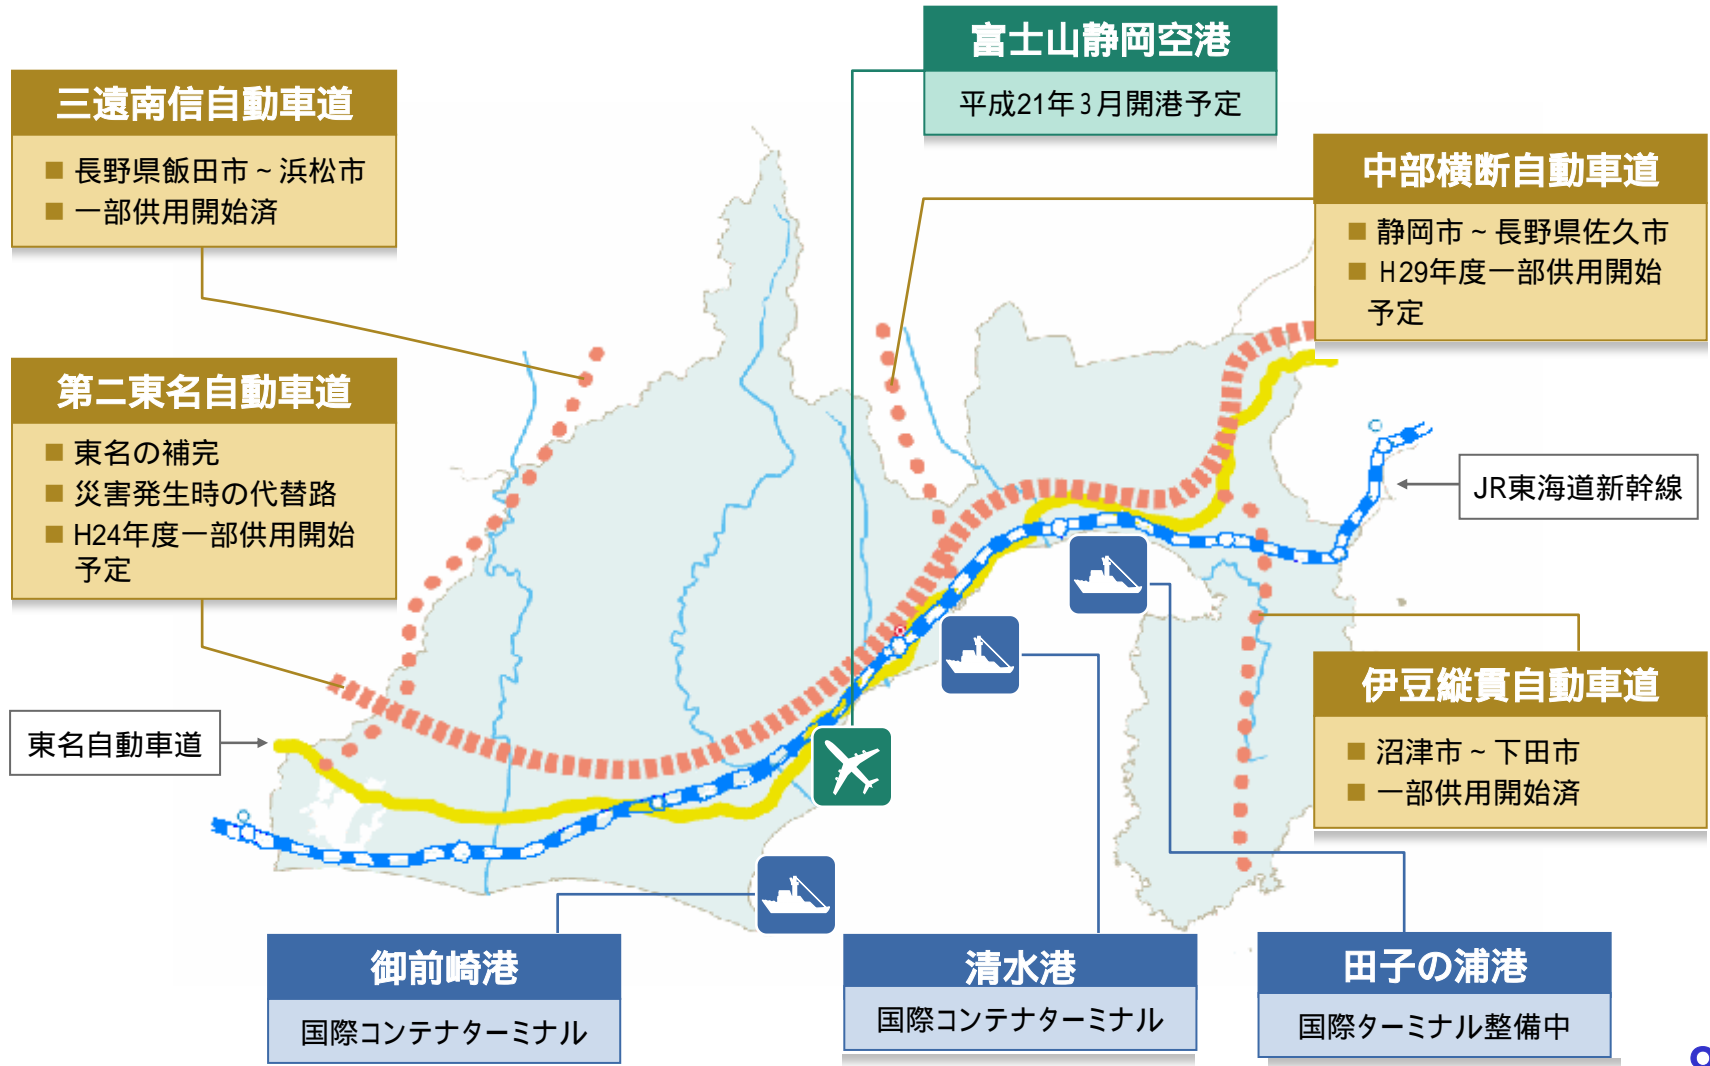 富士山静岡空港
平成21年3月開港予定
三遠南信自動車道
■ 長野県飯田市~浜松市
■ 一部供用開始済
中部横断自動車道
■ 静岡市~長野県佐久市
■ H29年度一部供用開始
予定
第二東名自動車道
■ 東名の補完
■ 災害発生時の代替路
■ H24年度一部供用開始
予定
JR東海道新幹線
東名自動車道
伊豆縦貫自動車道
■ 沼津市~下田市
■ 一部供用開始済
御前崎港
国際コンテナターミナル
清水港
国際コンテナターミナル
田子の浦港
国際ターミナル整備中